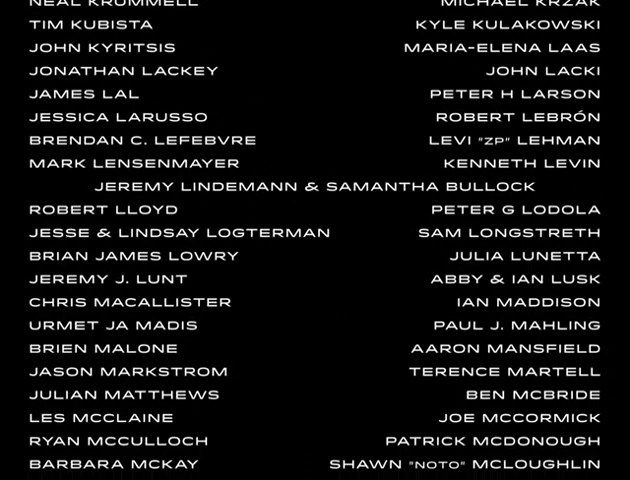 NEAL KRUMMELL MICHAEL KRZAK
TIM KUBISTA KYLE KULAKOWSKI
JOHN KYRITSIS MARIA-ELENA LAAS
JONATHAN LACKEY JOHN LACKI
JAMES LAL PETER H LARSON
JESSICA LARUSSO ROBERT LEBRÓN
BRENDAN C. LEFEBVRE LEVI "ZP" LEHMAN
MARK LENSENMAYER KENNETH LEVIN
JEREMY LINDEMANN & SAMANTHA BULLOCK
ROBERT LLOYD PETER G LODOLA
JESSE & LINDSAY LOGTERMAN SAM LONGSTRETH
BRIAN JAMES LOWRY JULIA LUNETTA
JEREMY J. LUNT ABBY & IAN LUSK
CHRIS MACALLISTER IAN MADDISON
URMET JA MADIS PAUL J. MAHLING
BRIEN MALONE AARON MANSFIELD
JASON MARKSTROM TERENCE MARTELL
JULIAN MATTHEWS BEN MCBRIDE
LES MCCLAINE JOE MCCORMICK
RYAN MCCULLOCH PATRICK MCDONOUGH
BARBARA MCKAY SHAWN "NOTO" MCLOUGHLIN